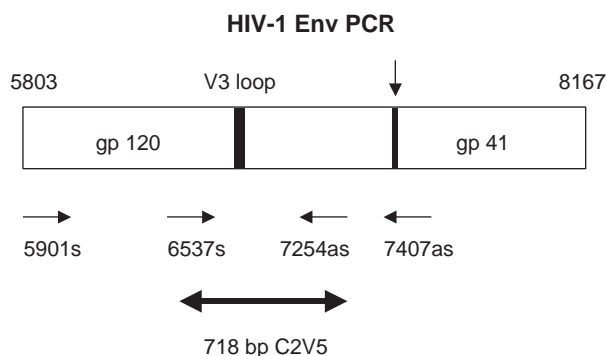 HIV-1 Env PCR
5803 V3 loop 8167
gp 120 gp 41
5901s 6537s 7254as 7407as
718 bp C2V5